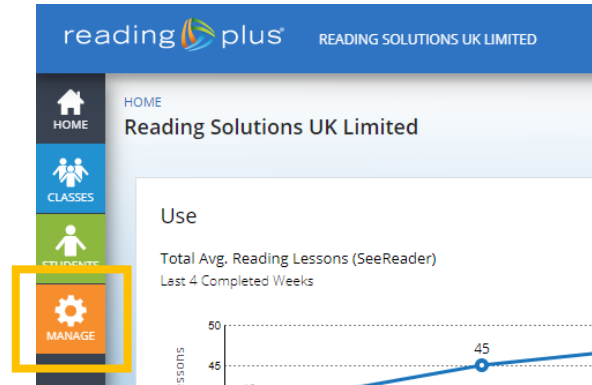 reading plus®
READING SOLUTIONS UK LIMITED
HOME
CLASSES
STUDENTS
MANAGE
HOME
Reading Solutions UK Limited
Use
Total Avg. Reading Lessons (SeeReader)
Last 4 Completed Weeks
50
45
45